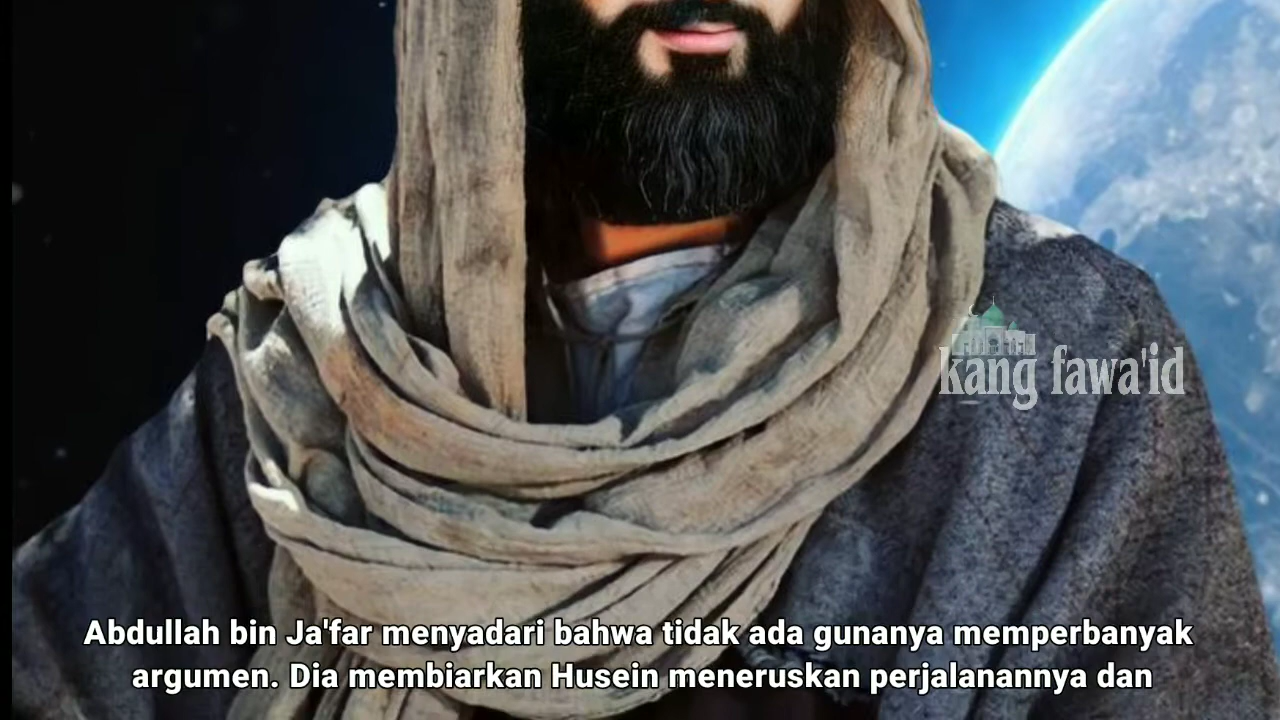 kang fawa'id
Abdullah bin Ja'far menyadari bahwa tidak ada gunanya memperbanyak
argumen. Dia membiarkan Husein meneruskan perjalanannya dan